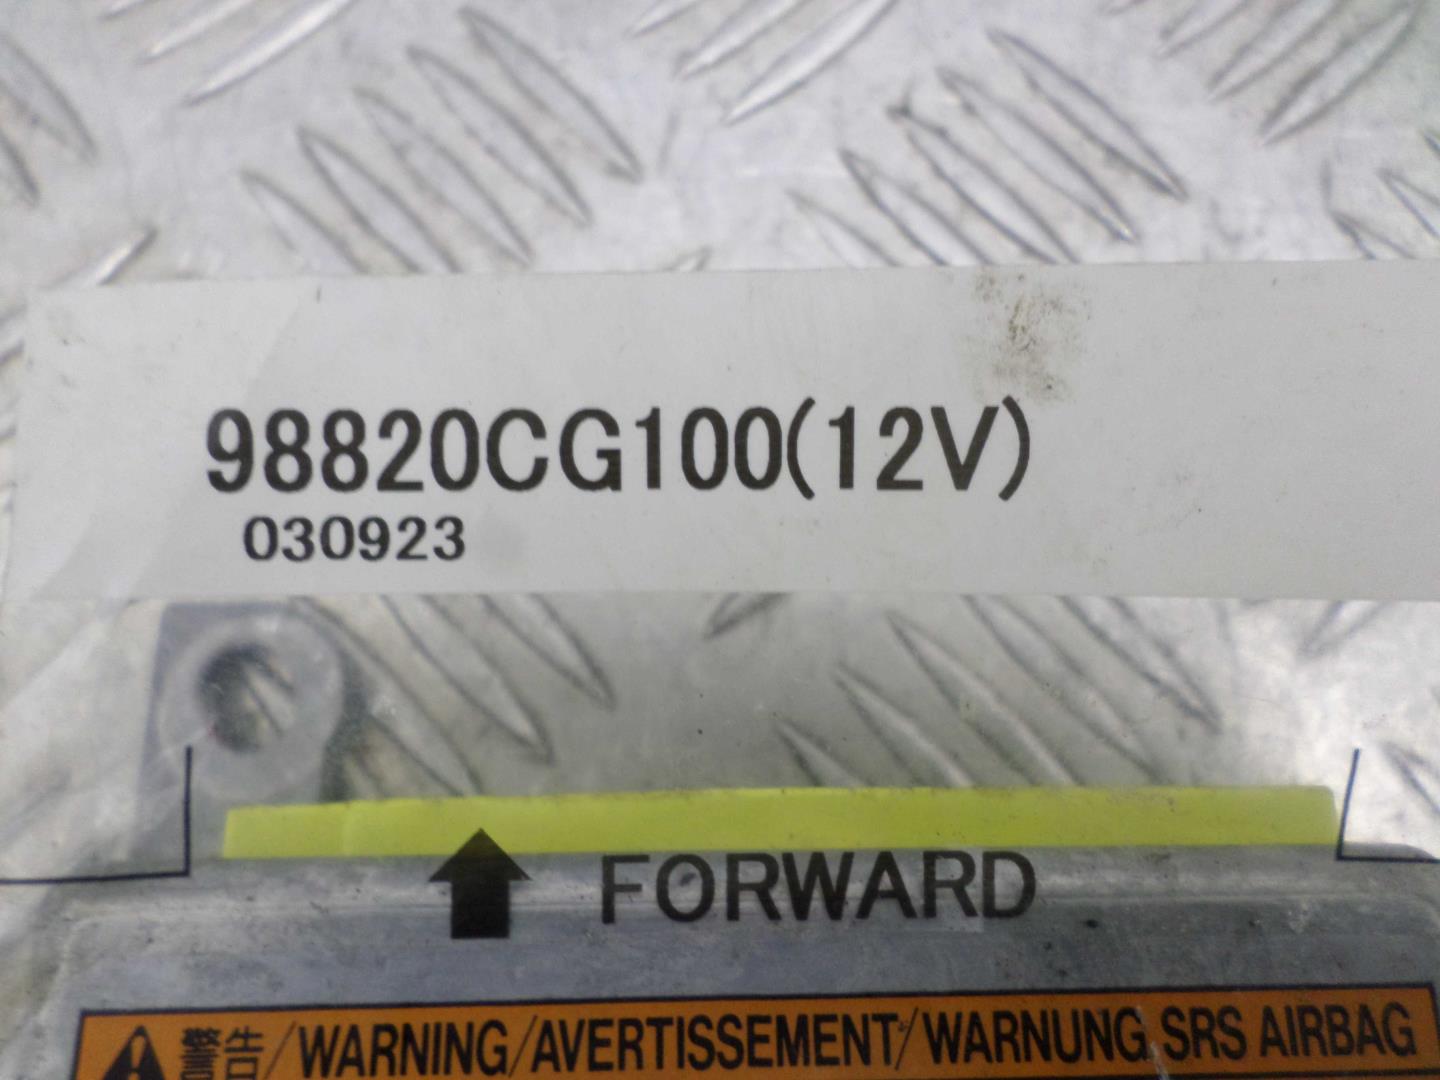 98820CG100(12V)
030923
FORWARD
警告/WARNING/AVERTISSEMENT/WARNUNG SRS AIRBAG